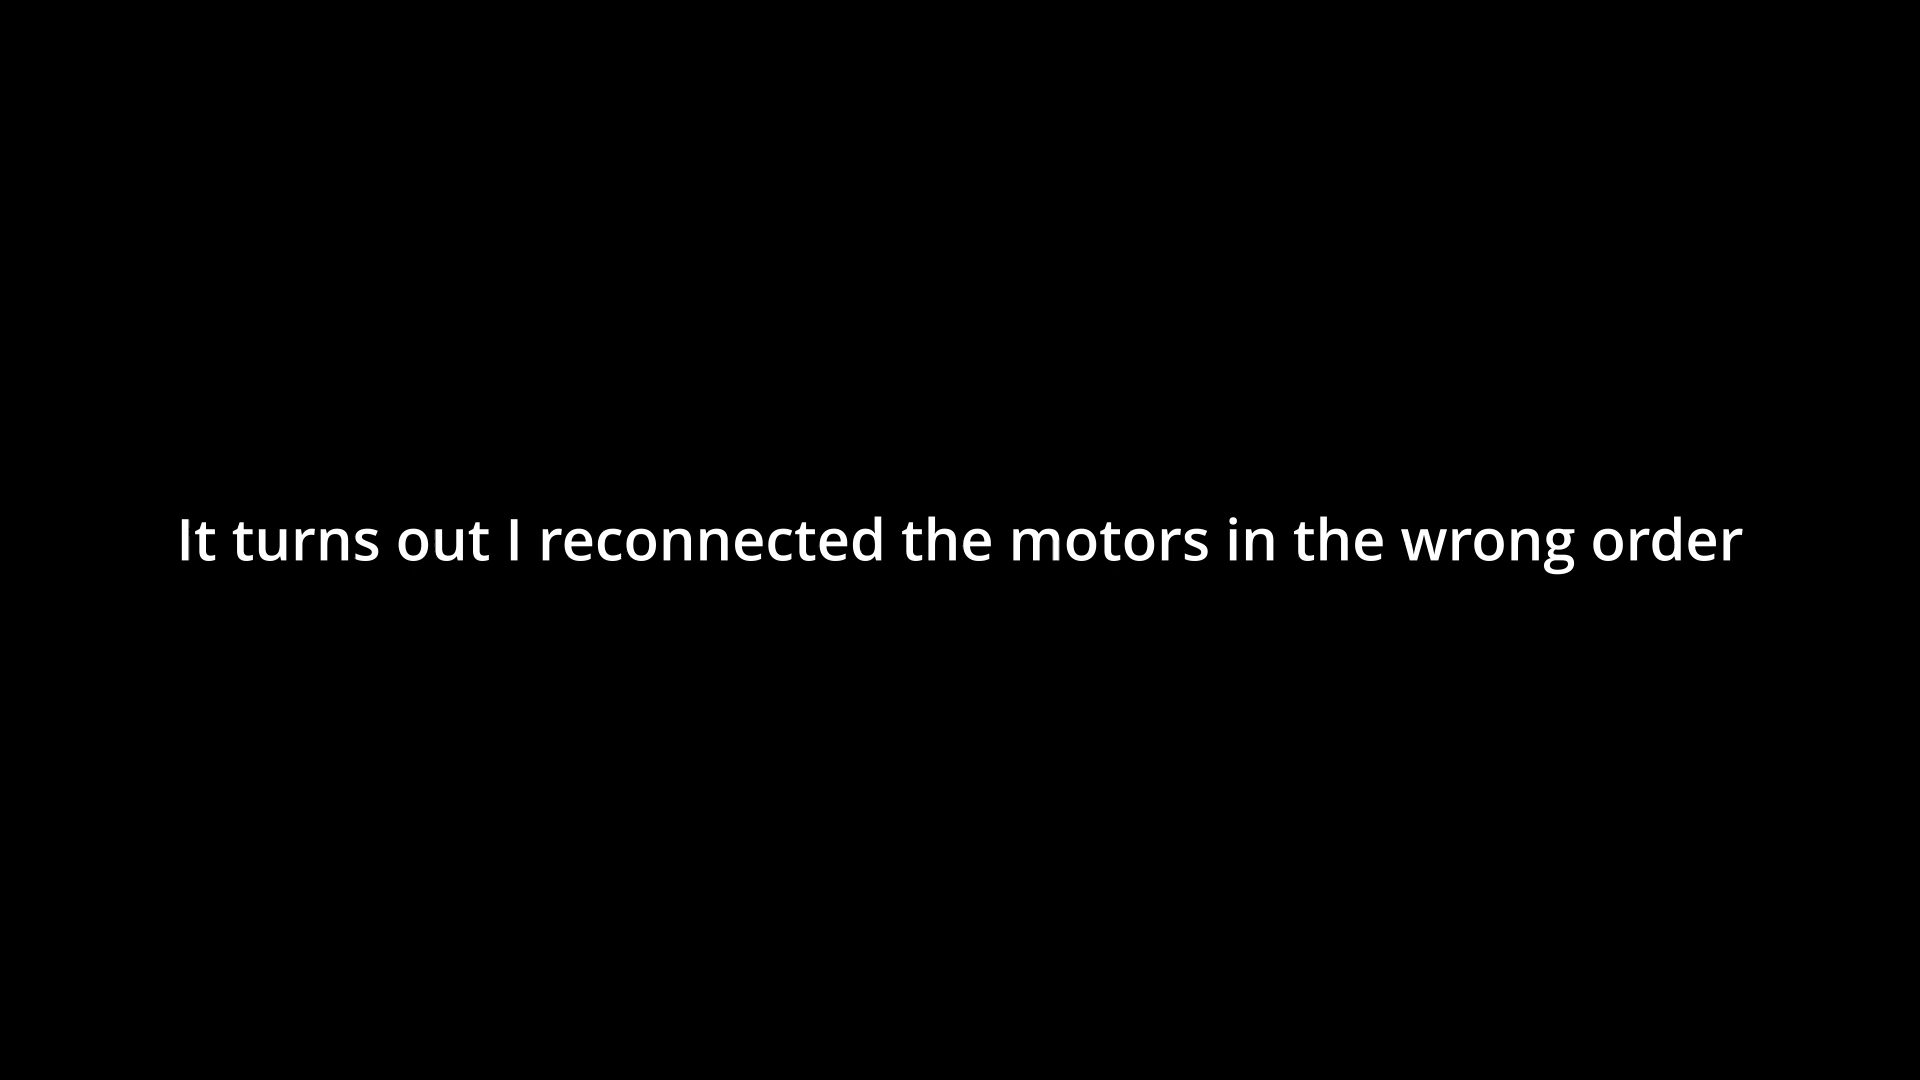 It turns out I reconnected the motors in the wrong order